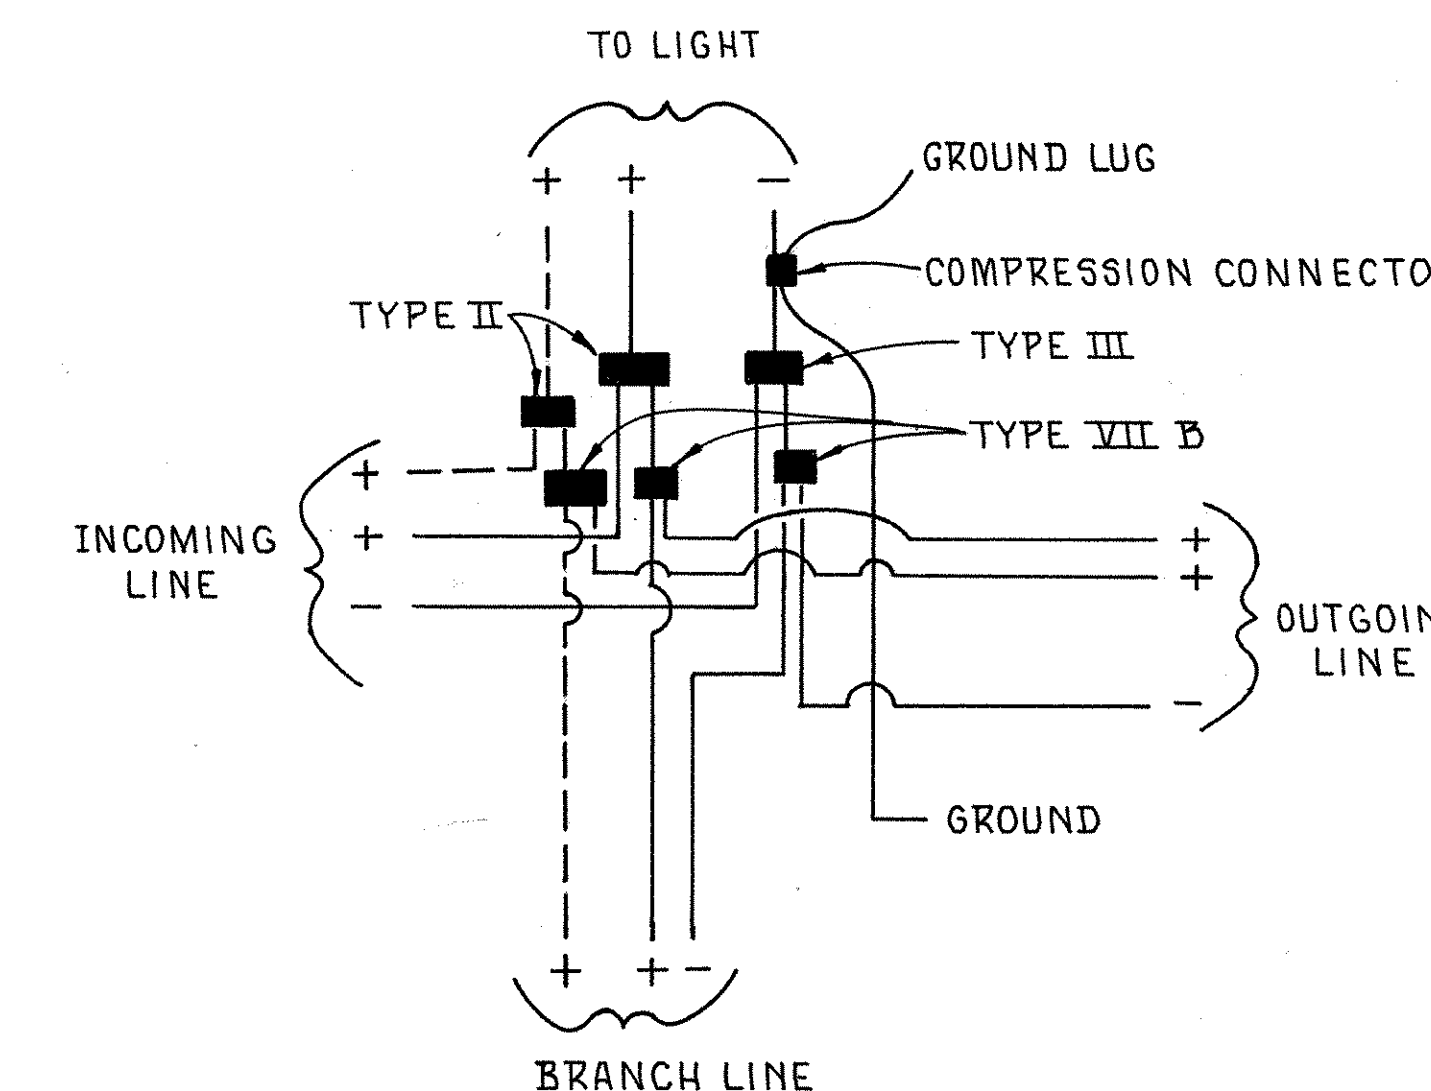 TO LIGHT
+ + −
GROUND LUG
COMPRESSION CONNECTO
TYPE II
TYPE III
TYPE VII B
+
+
−
INCOMING
LINE
+
+
−
OUTGOIN
LINE
GROUND
+ + −
BRANCH LINE